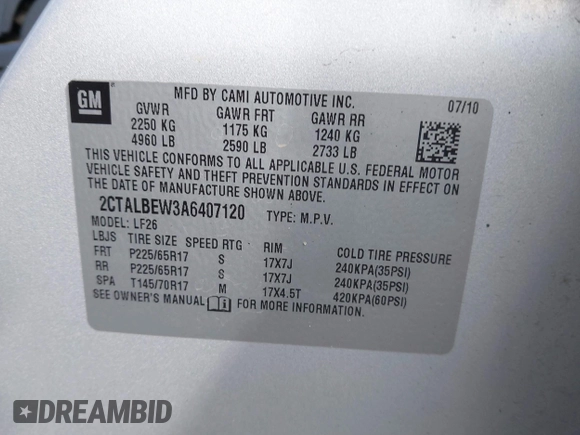 GM
MFD BY CAMI AUTOMOTIVE INC. 07/10
GVWR GAWR FRT GAWR RR
2250 KG 1175 KG 1240 KG
4960 LB 2590 LB 2733 LB
THIS VEHICLE CONFORMS TO ALL APPLICABLE U.S. FEDERAL MOTOR
VEHICLE SAFETY AND THEFT PREVENTION STANDARDS IN EFFECT ON
THE DATE OF MANUFACTURE SHOWN ABOVE.
2CTALBEW3A6407120 TYPE: M.P.V.
MODEL: LF26
LBJS TIRE SIZE SPEED RTG RIM COLD TIRE PRESSURE
FRT P225/65R17 S 17X7J 240KPA(35PSI)
RR P225/65R17 S 17X7J 240KPA(35PSI)
SPA T145/70R17 M 17X4.5T 420KPA(60PSI)
SEE OWNER'S MANUAL FOR MORE INFORMATION.
DREAMBID